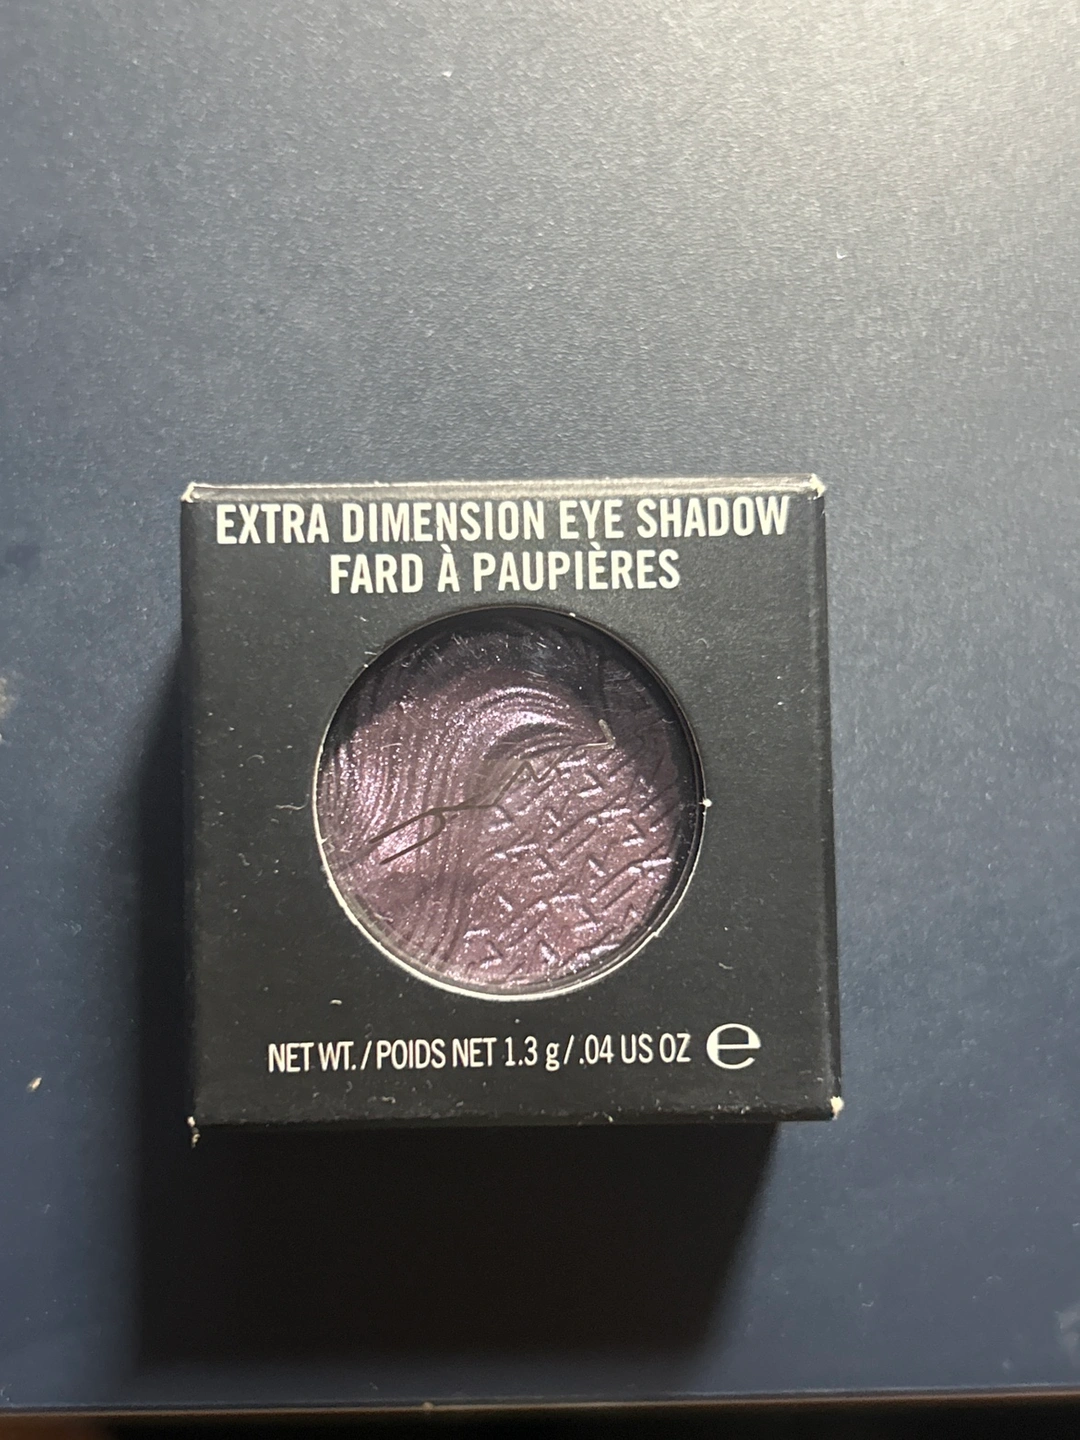 EXTRA DIMENSION EYE SHADOW
FARD À PAUPIÈRES
NET WT. / POIDS NET 1.3 g / .04 US OZ ℮